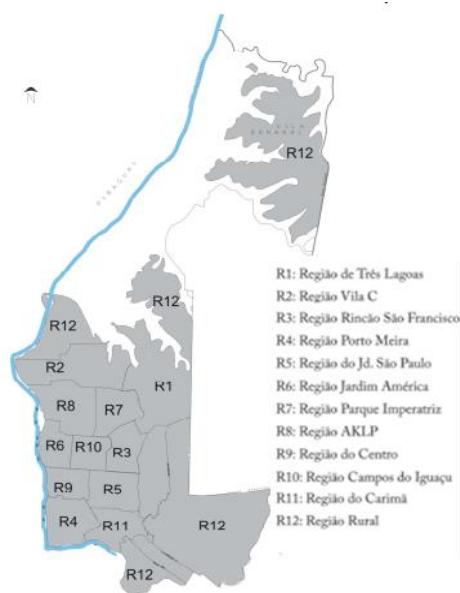 N
PARAGUAI
VILA
R12
R12
R12
R2
R1
R8
R7
R6
R10
R3
R9
R5
R4
R11
R12
R12
R1: Região de Três Lagoas
R2: Região Vila C
R3: Região Rincão São Francisco
R4: Região Porto Meira
R5: Região do Jd. São Paulo
R6: Região Jardim América
R7: Região Parque Imperatriz
R8: Região AKLP
R9: Região do Centro
R10: Região Campos do Iguaçu
R11: Região do Carimã
R12: Região Rural